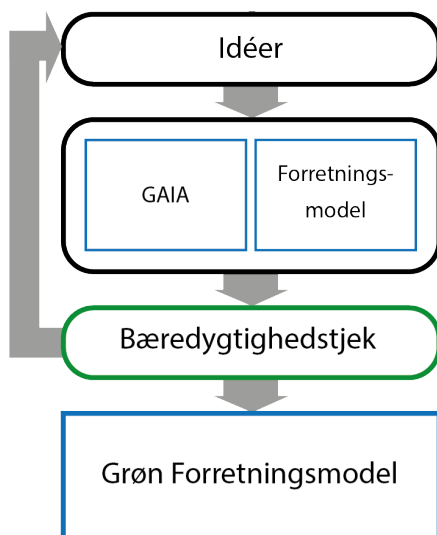 Idéer
GAIA
Forretnings-
model
Bæredygtighedstjek
Grøn Forretningsmodel